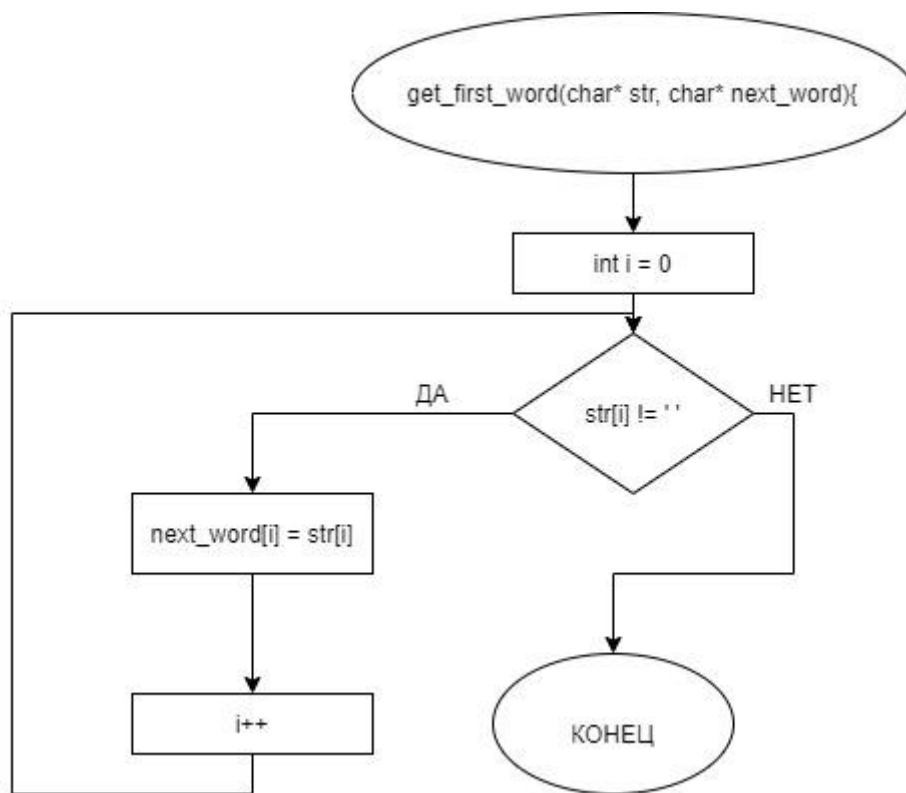 get_first_word(char* str, char* next_word){
int i = 0
ДА
НЕТ
str[i] != ' '
next_word[i] = str[i]
i++
КОНЕЦ